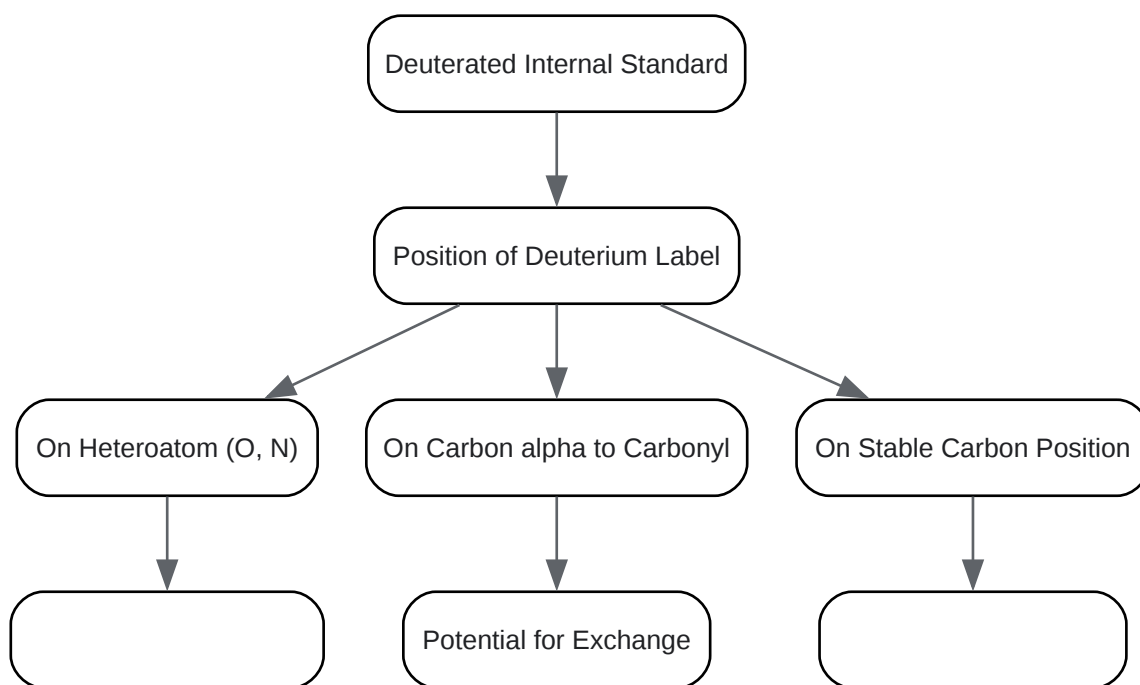 Deuterated Internal Standard
Position of Deuterium Label
On Heteroatom (O, N)
On Carbon alpha to Carbonyl
On Stable Carbon Position
Potential for Exchange